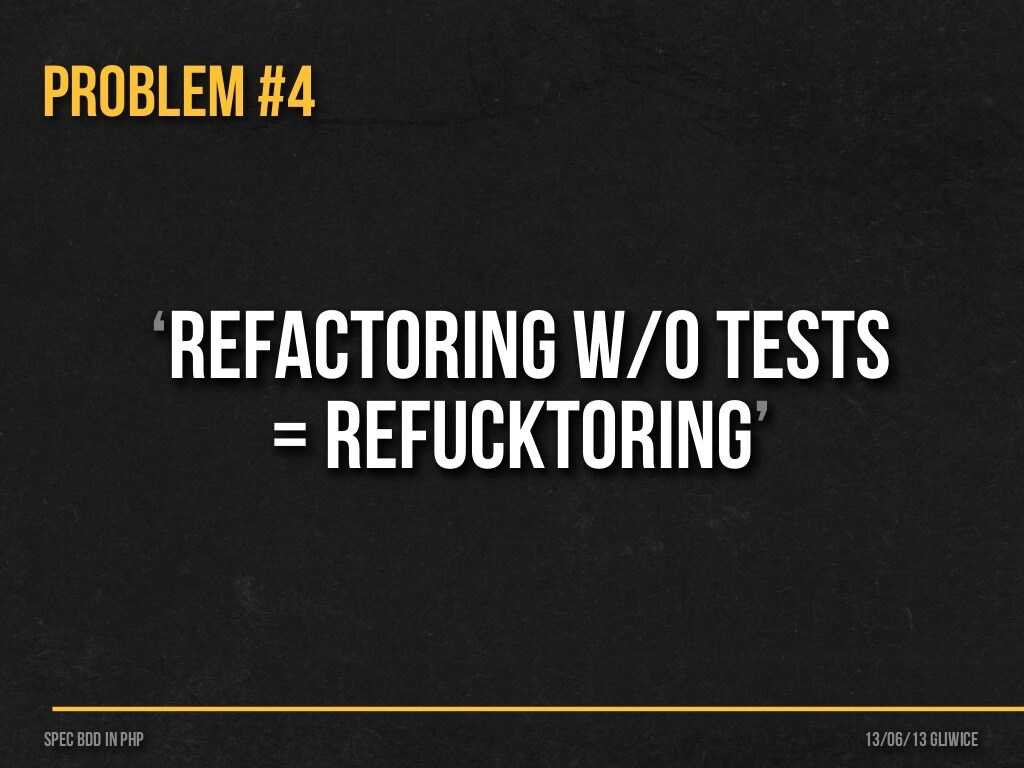 PROBLEM #4
‘REFACTORING W/O TESTS
= REFUCKTORING’
SPEC BDD IN PHP
13/06/13 GLIWICE